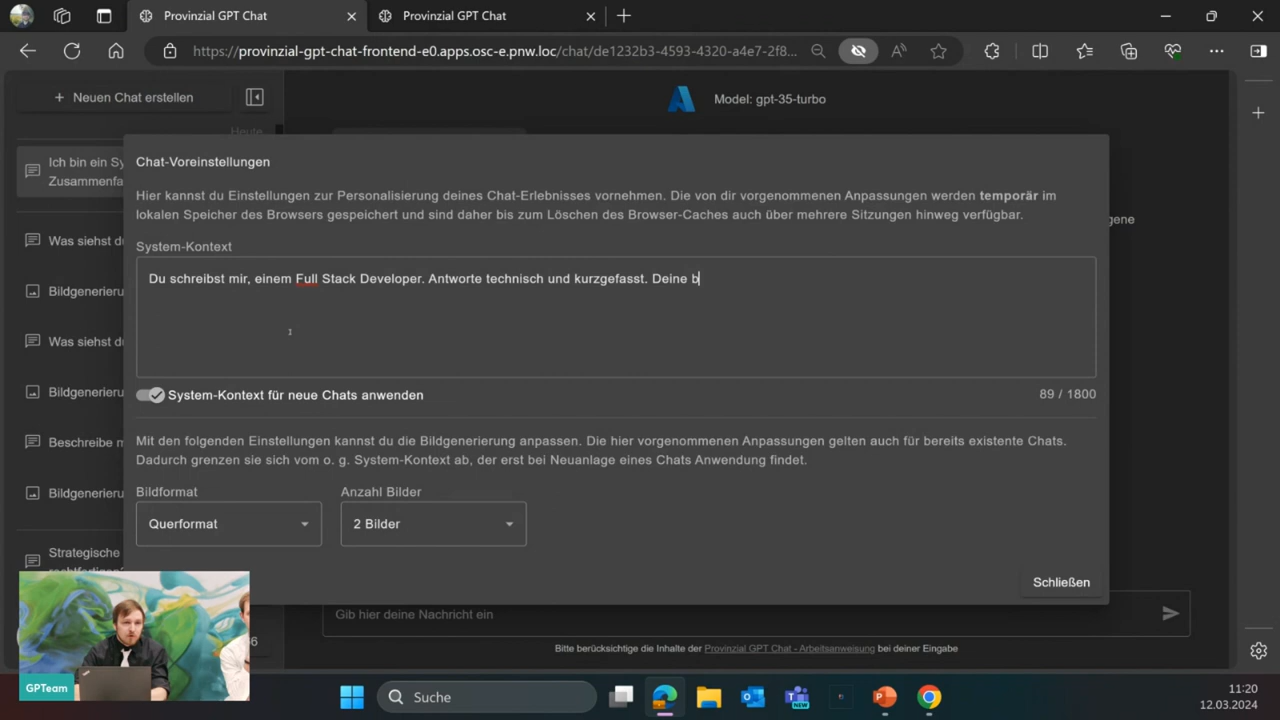 Provinzial GPT Chat
Provinzial GPT Chat
https://provinzial-gpt-chat-frontend-e0.apps.osc-e.pnw.loc/chat/de1232b3-4593-4320-a4e7-2f8...
+ Neuen Chat erstellen
Model: gpt-35-turbo
Heute
Ich bin ein Sy
Zusammenfa
Was siehst du
Bildgenerieru
Was siehst du
Bildgenerieru
Beschreibe m
Bildgenerieru
Strategische
gene
Chat-Voreinstellungen
Hier kannst du Einstellungen zur Personalisierung deines Chat-Erlebnisses vornehmen. Die von dir vorgenommenen Anpassungen werden temporär im
lokalen Speicher des Browsers gespeichert und sind daher bis zum Löschen des Browser-Caches auch über mehrere Sitzungen hinweg verfügbar.
System-Kontext
Du schreibst mir, einem Full Stack Developer. Antworte technisch und kurzgefasst. Deine b
System-Kontext für neue Chats anwenden
89 / 1800
Mit den folgenden Einstellungen kannst du die Bildgenerierung anpassen. Die hier vorgenommenen Anpassungen gelten auch für bereits existente Chats.
Dadurch grenzen sie sich vom o. g. System-Kontext ab, der erst bei Neuanlage eines Chats Anwendung findet.
Bildformat
Anzahl Bilder
Querformat
2 Bilder
Schließen
Gib hier deine Nachricht ein
6
Bitte berücksichtige die Inhalte der Provinzial GPT Chat - Arbeitsanweisung bei deiner Eingabe
GPTeam
Suche
NEW
11:20
12.03.2024